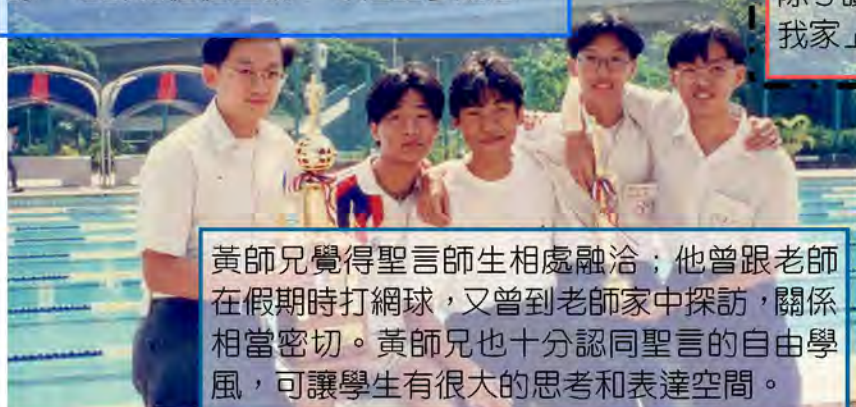 我家上
黃師兄覺得聖言師生相處融洽；他曾跟老師
在假期時打網球，又曾到老師家中探訪，關係
相當密切。黃師兄也十分認同聖言的自由學
風，可讓學生有很大的思考和表達空間。